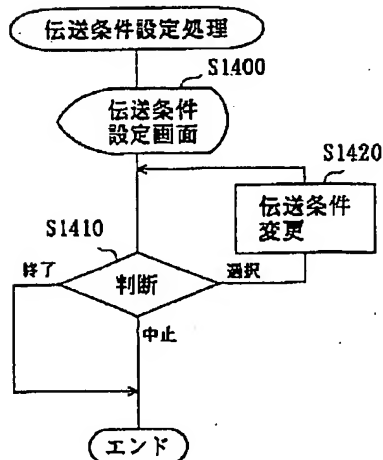 伝送条件設定処理
S1400
伝送条件
設定画面
S1420
伝送条件
変更
S1410
終了
判断
選択
中止
エンド